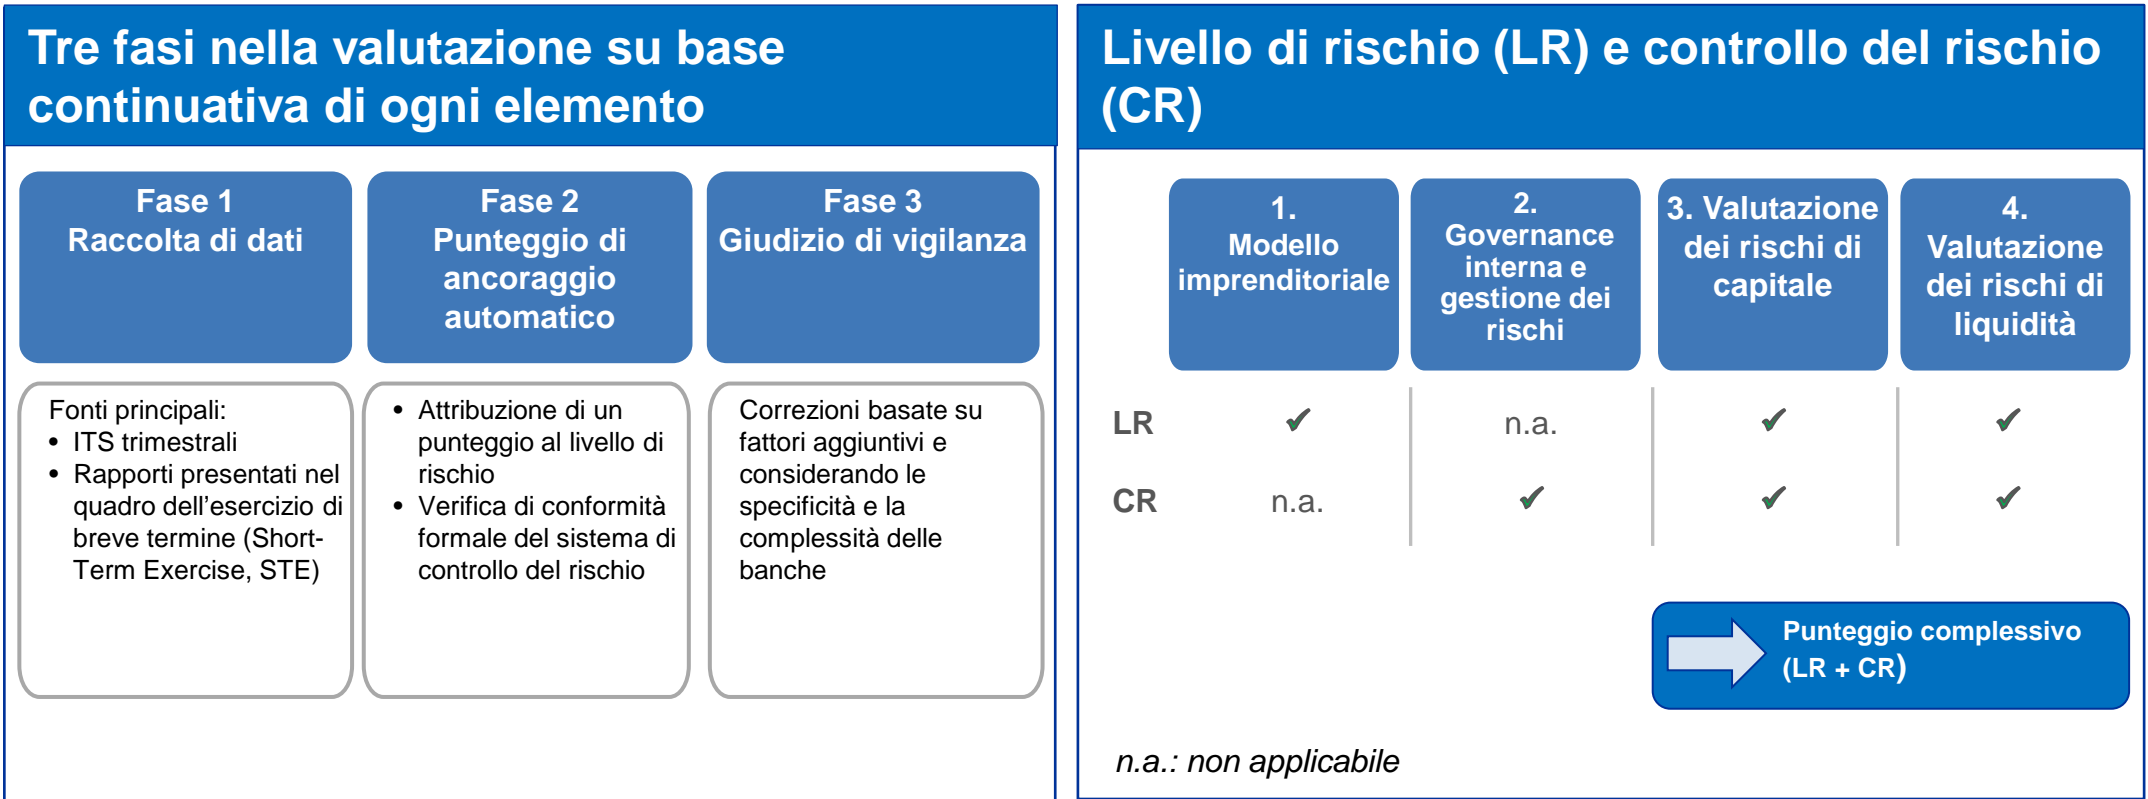 Tre fasi nella valutazione su base
continuativa di ogni elemento
Fase 1
Raccolta di dati
Fase 2
Punteggio di
ancoraggio
automatico
Fase 3
Giudizio di vigilanza
Fonti principali:
• ITS trimestrali
• Rapporti presentati nel
quadro dell’esercizio di
breve termine (Short-
Term Exercise, STE)
• Attribuzione di un
punteggio al livello di
rischio
• Verifica di conformità
formale del sistema di
controllo del rischio
Correzioni basate su
fattori aggiuntivi e
considerando le
specificità e la
complessità delle
banche
Livello di rischio (LR) e controllo del rischio
(CR)
1.
Modello
imprenditoriale
2.
Governance
interna e
gestione dei
rischi
3. Valutazione
dei rischi di
capitale
4.
Valutazione
dei rischi di
liquidità
LR ✔ n.a. ✔ ✔
CR n.a. ✔ ✔ ✔
Punteggio complessivo
(LR + CR)
n.a.: non applicabile